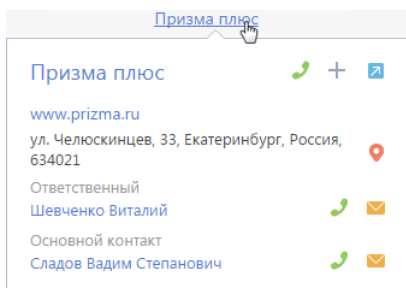 Призма плюс
Призма плюс
www.prizma.ru
ул. Челюскинцев, 33, Екатеринбург, Россия,
634021
Ответственный
Шевченко Виталий
Основной контакт
Сладов Вадим Степанович